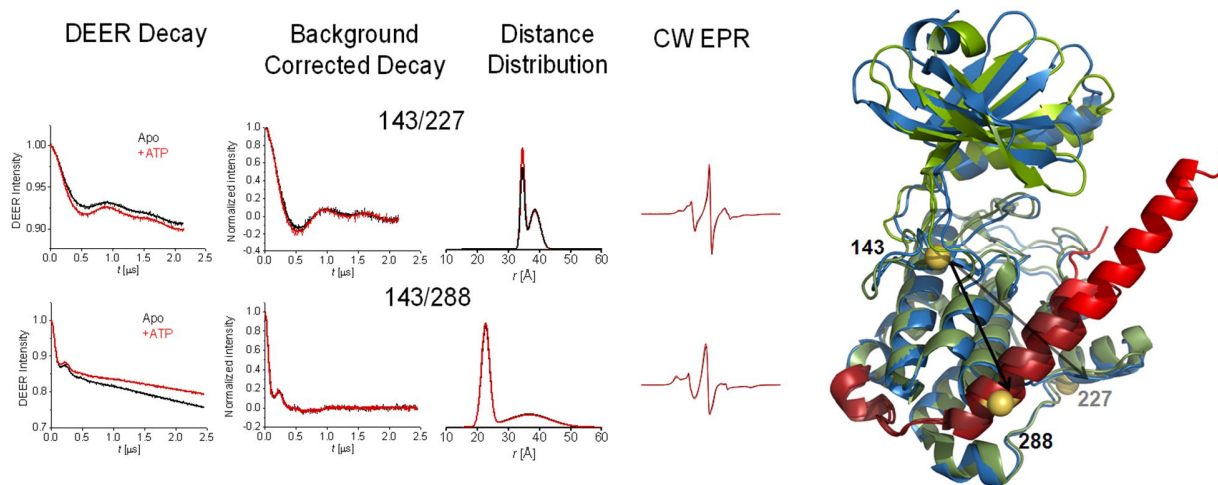 DEER Decay
Background
Corrected Decay
Distance
Distribution
CW EPR
143/227
DEER Intensity
1.00
0.95
0.90
Apo
+ATP
0.0 0.5 1.0 1.5 2.0 2.5
t [µs]
Normalized intensity
1.0
0.8
0.6
0.4
0.2
0.0
-0.2
-0.4
0.0 0.5 1.0 1.5 2.0 2.5
t [µs]
10 20 30 40 50 60
r [Å]
143/288
DEER Intensity
1.0
0.9
0.8
0.7
Apo
+ATP
0.0 0.5 1.0 1.5 2.0 2.5
t [µs]
Normalized intensity
1.0
0.8
0.6
0.4
0.2
0.0
-0.2
0.0 0.5 1.0 1.5 2.0 2.5
t [µs]
10 20 30 40 50 60
r [Å]
143
227
288